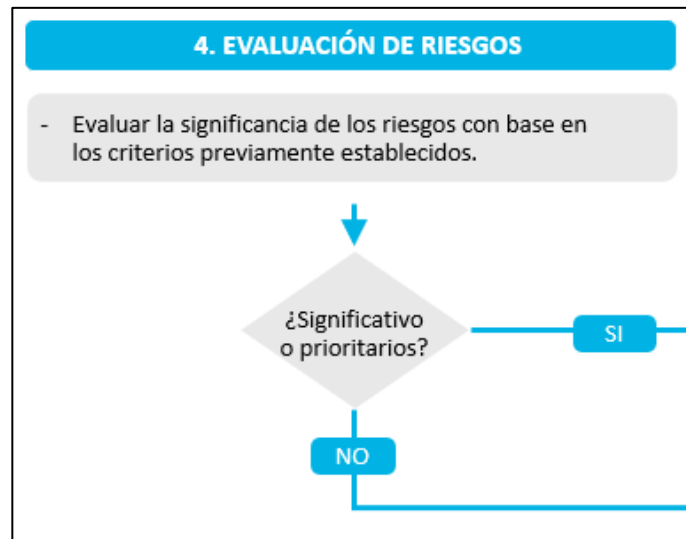 4. EVALUACIÓN DE RIESGOS
- Evaluar la significancia de los riesgos con base en
los criterios previamente establecidos.
¿Significativo
o prioritarios?
SI
NO